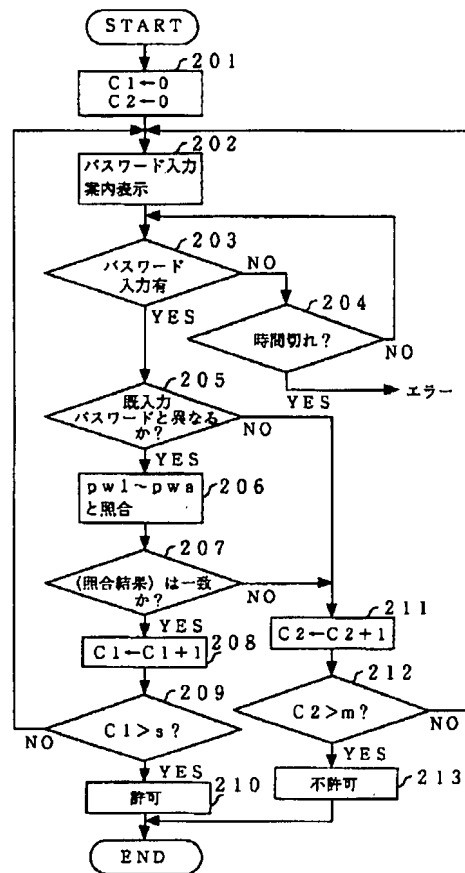 START
201
C1←0
C2←0
202
パスワード入力
案内表示
203
パスワード
入力有
NO
YES
204
時間切れ?
NO
YES
エラー
205
既入力
パスワードと異なる
か?
NO
YES
206
pw1~pwa
と照合
207
(照合結果)は一致
か?
NO
YES
208
C1←C1+1
211
C2←C2+1
209
C1>s?
NO
YES
212
C2>m?
NO
YES
210
許可
213
不許可
END